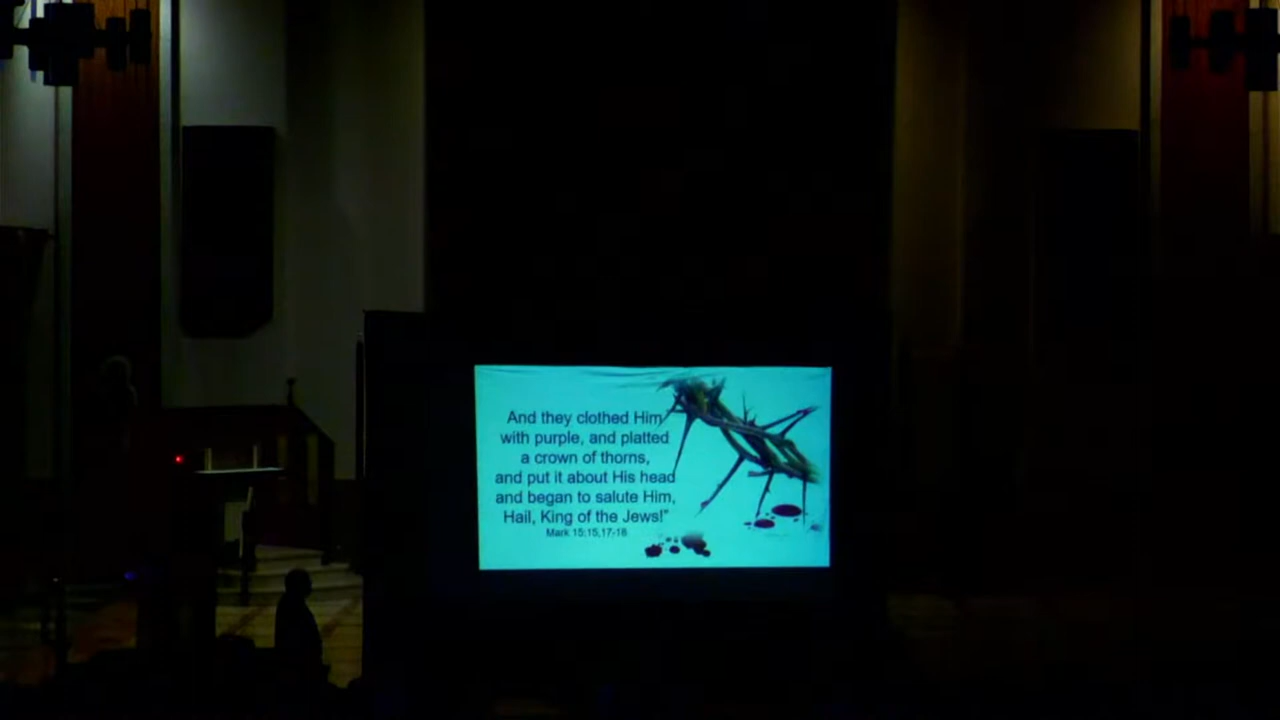 And they clothed Him
with purple, and platted
a crown of thorns,
and put it about His head
and began to salute Him,
Hail, King of the Jews!"
Mark 15:15,17-18